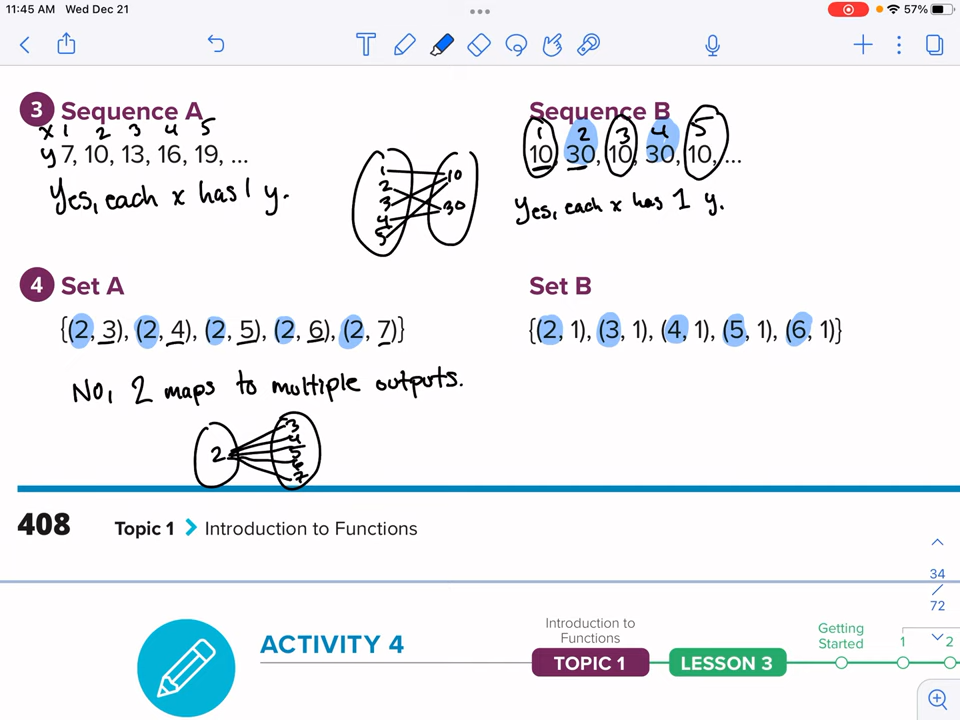 11:45 AM Wed Dec 21
57%
T
3 Sequence A
x 1 2 3 4 5
y 7, 10, 13, 16, 19, ...
Yes, each x has 1 y.
1
2
3
4
5
10
30
Sequence B
1 2 3 4 5
10, 30, 10, 30, 10, ...
Yes, each x has 1 y.
4 Set A
{(2, 3), (2, 4), (2, 5), (2, 6), (2, 7)}
No, 2 maps to multiple outputs.
2
3
4
5
6
7
Set B
{(2, 1), (3, 1), (4, 1), (5, 1), (6, 1)}
408 Topic 1 > Introduction to Functions
34
/
72
ACTIVITY 4
Introduction to
Functions
TOPIC 1
LESSON 3
Getting
Started
1
2